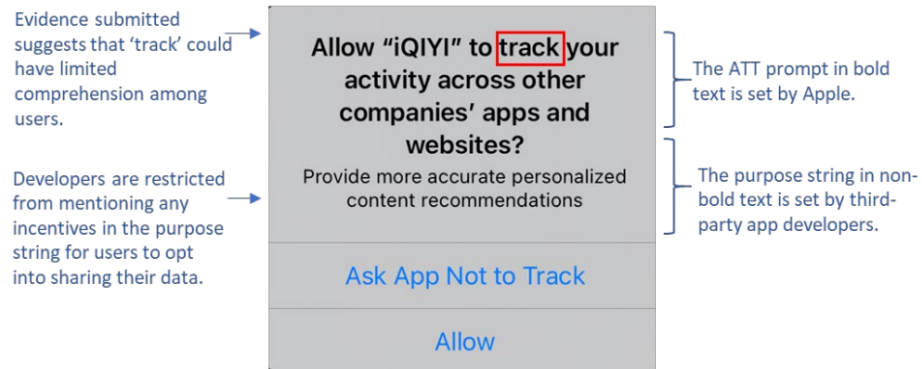 Evidence submitted
suggests that ‘track’ could
have limited
comprehension among
users.
Developers are restricted
from mentioning any
incentives in the purpose
string for users to opt
into sharing their data.
Allow “iQIYI” to track your
activity across other
companies’ apps and
websites?
Provide more accurate personalized
content recommendations
Ask App Not to Track
Allow
The ATT prompt in bold
text is set by Apple.
The purpose string in non-
bold text is set by third-
party app developers.